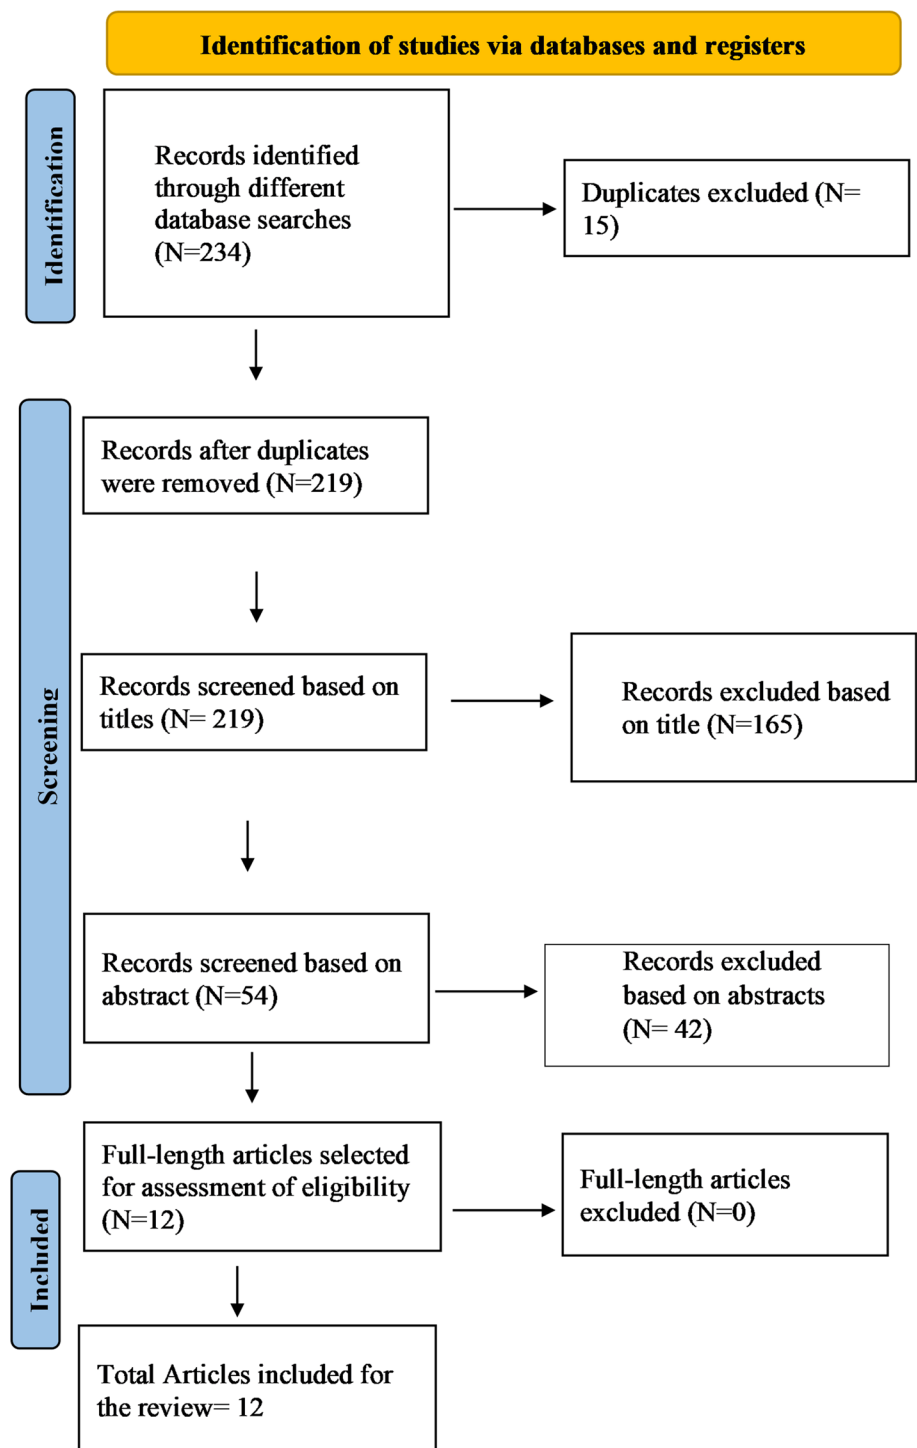 Identification of studies via databases and registers
Identification
Records identified
through different
database searches
(N=234)
Duplicates excluded (N=
15)
Screening
Records after duplicates
were removed (N=219)
Records screened based on
titles (N= 219)
Records excluded based
on title (N=165)
Records screened based on
abstract (N=54)
Records excluded
based on abstracts
(N= 42)
Included
Full-length articles selected
for assessment of eligibility
(N=12)
Full-length articles
excluded (N=0)
Total Articles included for
the review= 12